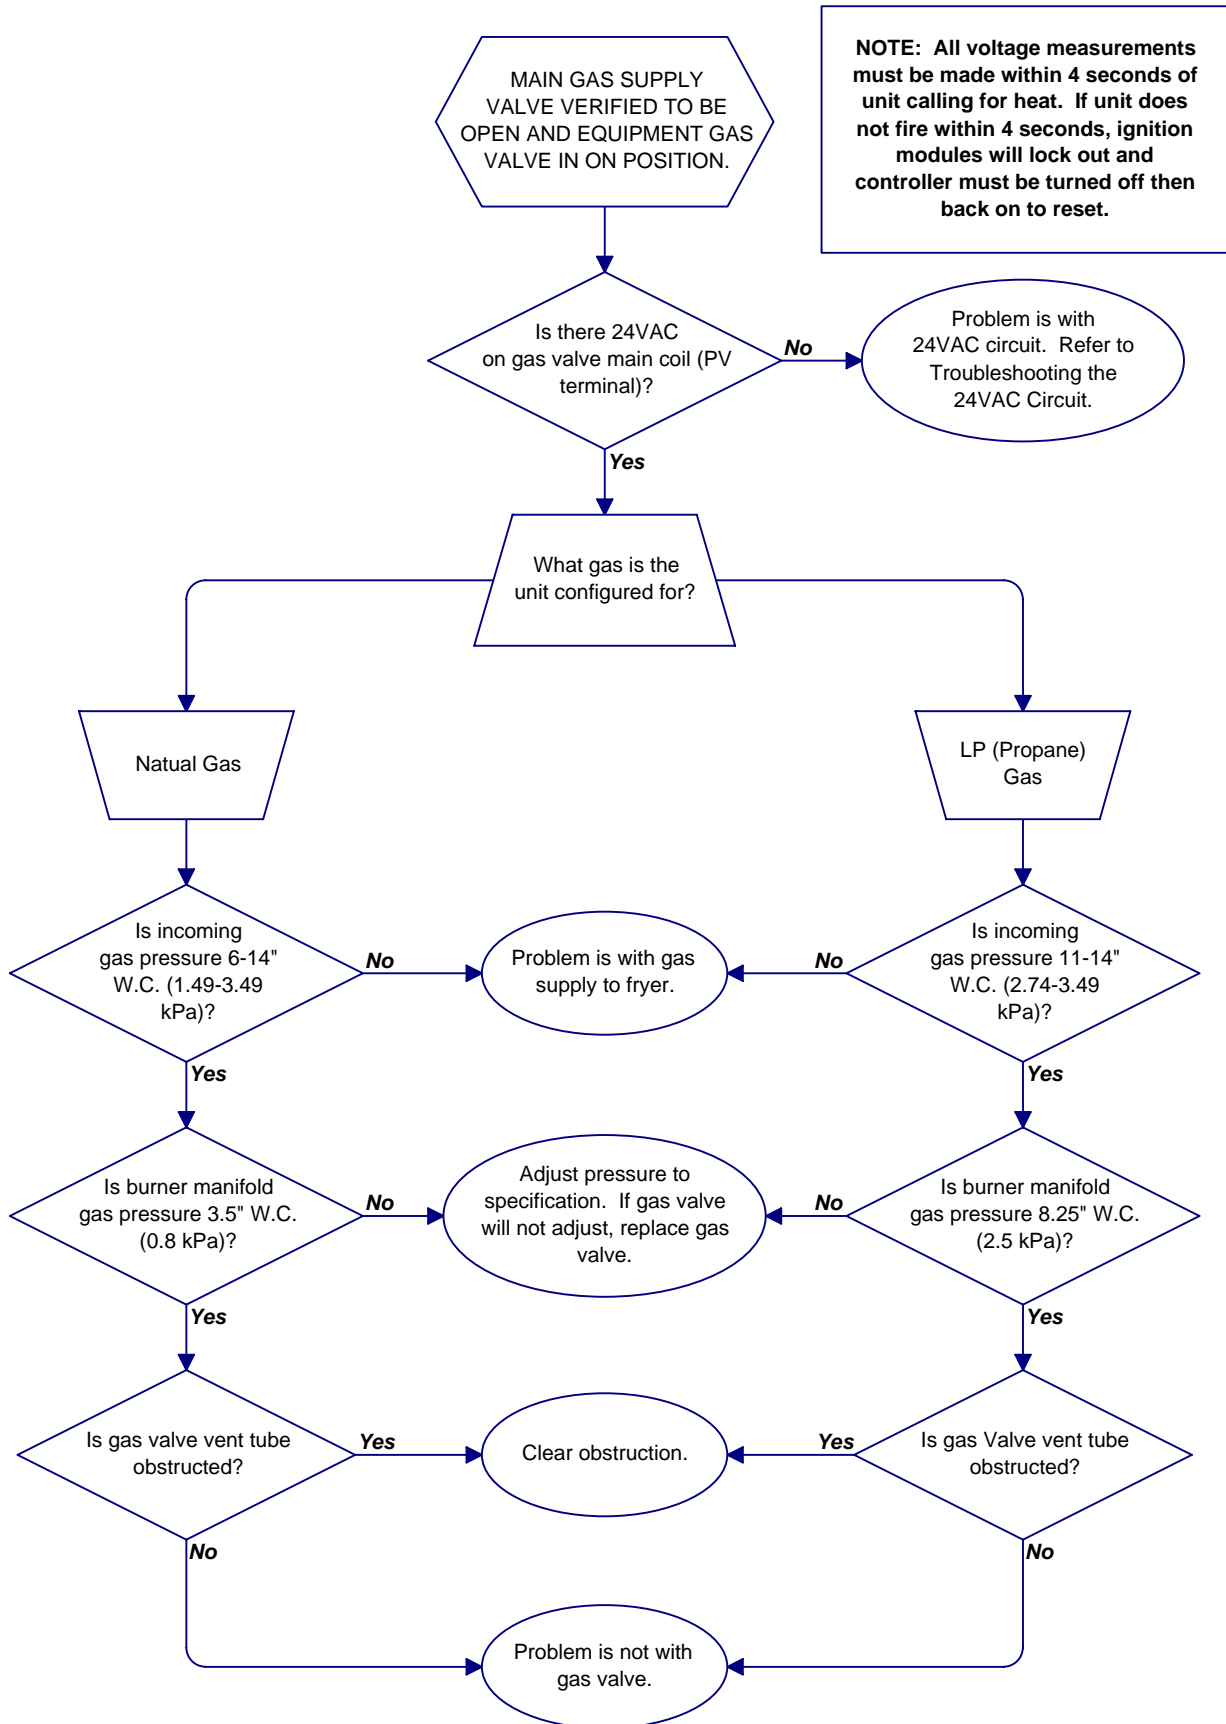 NOTE: All voltage measurements
must be made within 4 seconds of
unit calling for heat. If unit does
not fire within 4 seconds, ignition
modules will lock out and
controller must be turned off then
back on to reset.
MAIN GAS SUPPLY
VALVE VERIFIED TO BE
OPEN AND EQUIPMENT GAS
VALVE IN ON POSITION.
Is there 24VAC
on gas valve main coil (PV
terminal)?
No
Problem is with
24VAC circuit. Refer to
Troubleshooting the
24VAC Circuit.
Yes
What gas is the
unit configured for?
Natual Gas
LP (Propane)
Gas
Is incoming
gas pressure 6-14"
W.C. (1.49-3.49
kPa)?
No
Problem is with gas
supply to fryer.
No
Is incoming
gas pressure 11-14"
W.C. (2.74-3.49
kPa)?
Yes
Yes
Is burner manifold
gas pressure 3.5" W.C.
(0.8 kPa)?
No
Adjust pressure to
specification. If gas valve
will not adjust, replace gas
valve.
No
Is burner manifold
gas pressure 8.25" W.C.
(2.5 kPa)?
Yes
Yes
Is gas valve vent tube
obstructed?
Yes
Clear obstruction.
Yes
Is gas Valve vent tube
obstructed?
No
No
Problem is not with
gas valve.